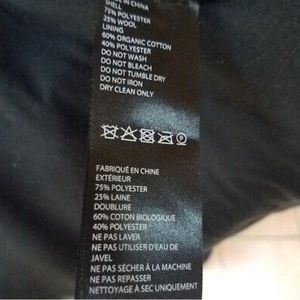 IN CHINA
SHELL
75% POLYESTER
25% WOOL
LINING
60% ORGANIC COTTON
40% POLYESTER
DO NOT WASH
DO NOT BLEACH
DO NOT TUMBLE DRY
DO NOT IRON
DRY CLEAN ONLY
P
FABRIQUÉ EN CHINE
EXTÉRIEUR
75% POLYESTER
25% LAINE
DOUBLURE
60% COTON BIOLOGIQUE
40% POLYESTER
NE PAS LAVER
NE PAS UTILISER D'EAU DE
JAVEL
NE PAS SÉCHER À LA MACHINE
NE PAS REPASSER
NETTOYAGE À SEC UNIQUEMENT